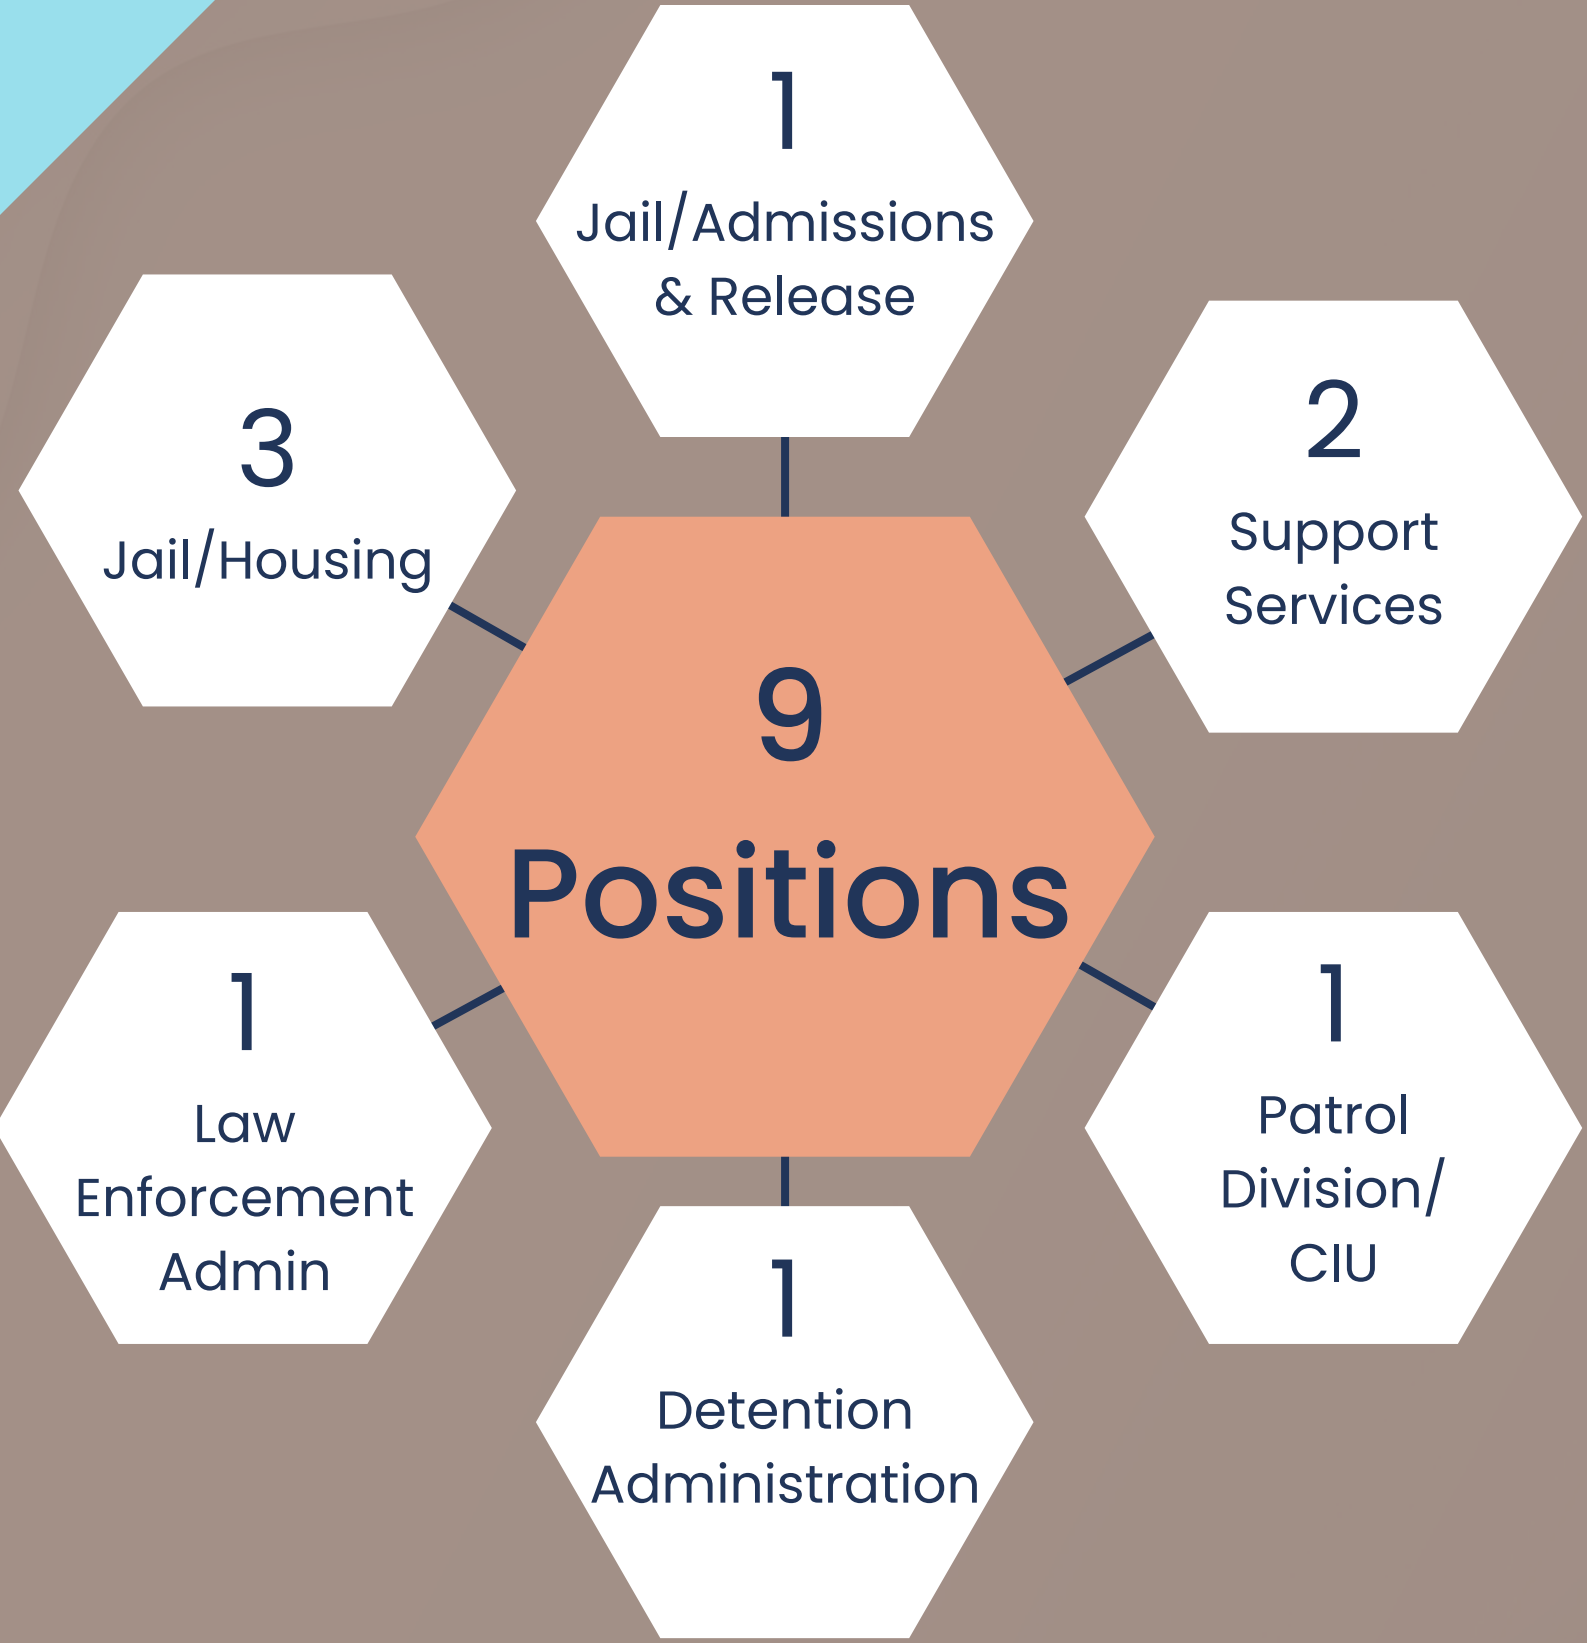 1
Jail/Admissions
& Release
3
Jail/Housing
2
Support
Services
9
Positions
1
Law
Enforcement
Admin
1
Patrol
Division/
CIU
1
Detention
Administration